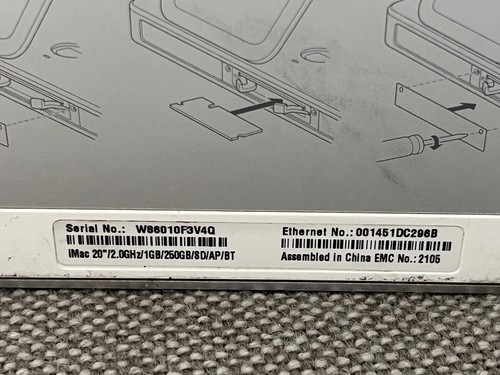 Serial No.: W86010F3V4Q
iMac 20"/2.0GHz/1GB/250GB/SD/AP/BT
Ethernet No.: 001451DC296B
Assembled in China EMC No.: 2105